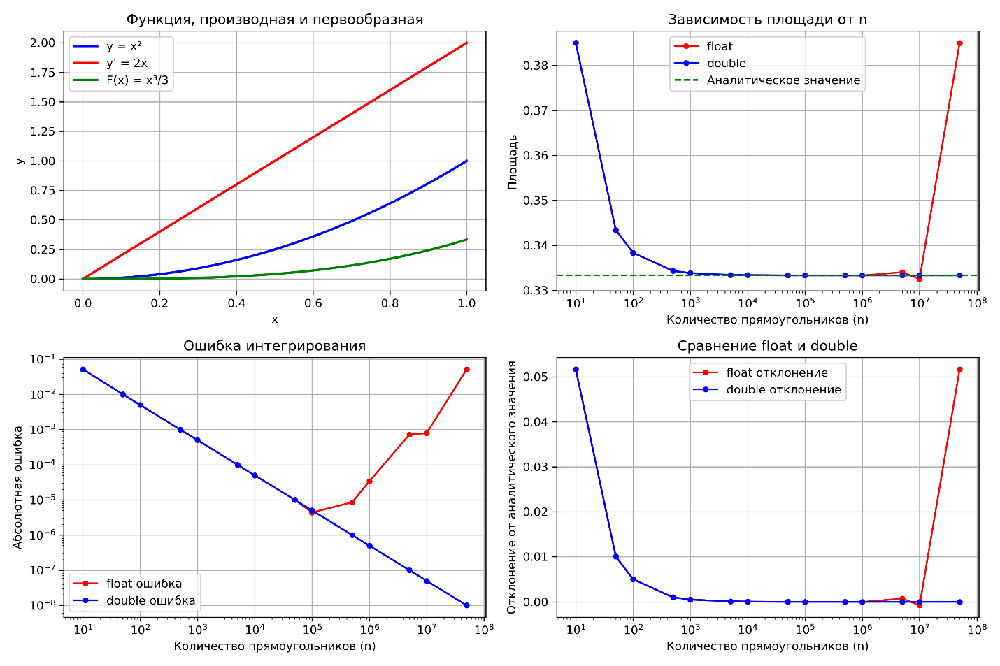 Функция, производная и первообразная
y = x²
y' = 2x
F(x) = x³/3
2.00
1.75
1.50
1.25
1.00
0.75
0.50
0.25
0.00
y
0.0 0.2 0.4 0.6 0.8 1.0
x
Зависимость площади от n
float
double
Аналитическое значение
0.38
0.37
0.36
0.35
0.34
0.33
Площадь
10¹ 10² 10³ 10⁴ 10⁵ 10⁶ 10⁷ 10⁸
Количество прямоугольников (n)
Ошибка интегрирования
10⁻¹
10⁻²
10⁻³
10⁻⁴
10⁻⁵
10⁻⁶
10⁻⁷
10⁻⁸
Абсолютная ошибка
float ошибка
double ошибка
10¹ 10² 10³ 10⁴ 10⁵ 10⁶ 10⁷ 10⁸
Количество прямоугольников (n)
Сравнение float и double
float отклонение
double отклонение
0.05
0.04
0.03
0.02
0.01
0.00
Отклонение от аналитического значения
10¹ 10² 10³ 10⁴ 10⁵ 10⁶ 10⁷ 10⁸
Количество прямоугольников (n)